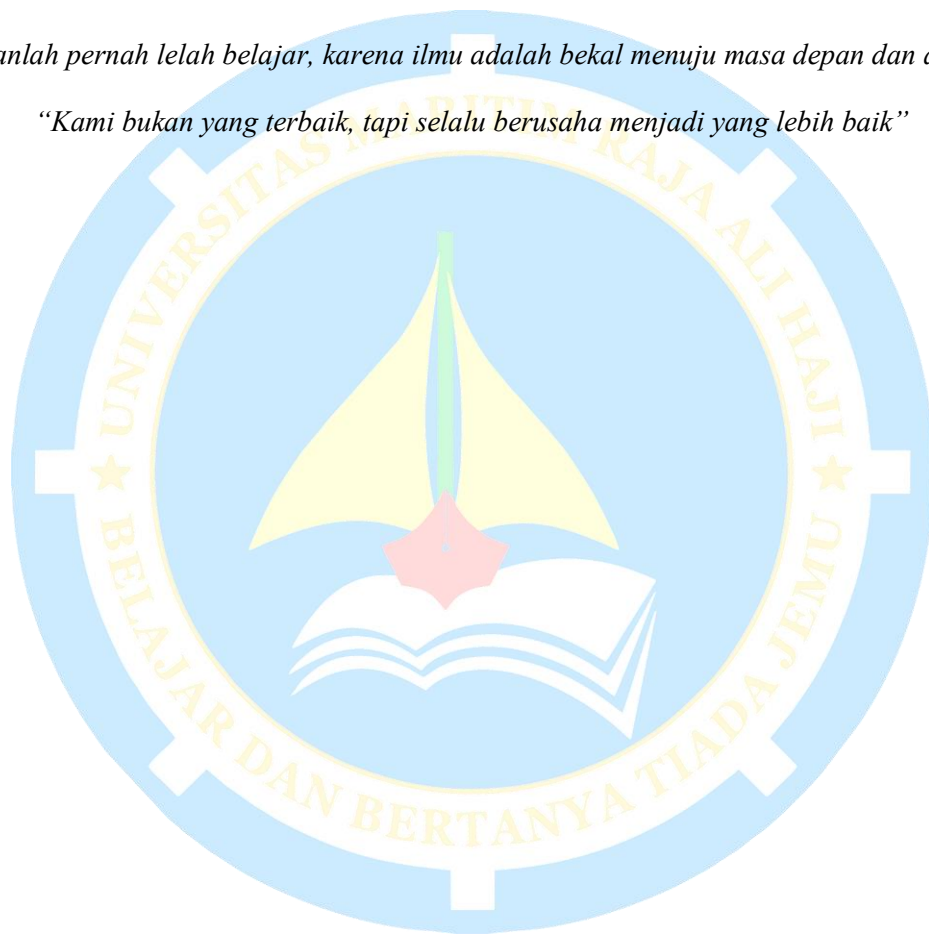 anlah pernah lelah belajar, karena ilmu adalah bekal menuju masa depan dan
“Kami bukan yang terbaik, tapi selalu berusaha menjadi yang lebih baik”
UNIVERSITAS MARITIM RAJA ALI HAJI
BELAJAR DAN BERTANYA TIADA JEMU